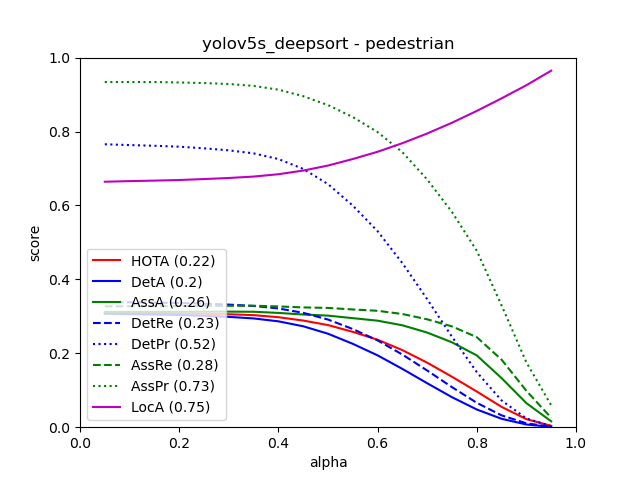 yolov5s_deepsort - pedestrian
1.0
0.8
0.6
0.4
0.2
0.0
score
HOTA (0.22)
DetA (0.2)
AssA (0.26)
DetRe (0.23)
DetPr (0.52)
AssRe (0.28)
AssPr (0.73)
LocA (0.75)
0.0 0.2 0.4 0.6 0.8 1.0
alpha